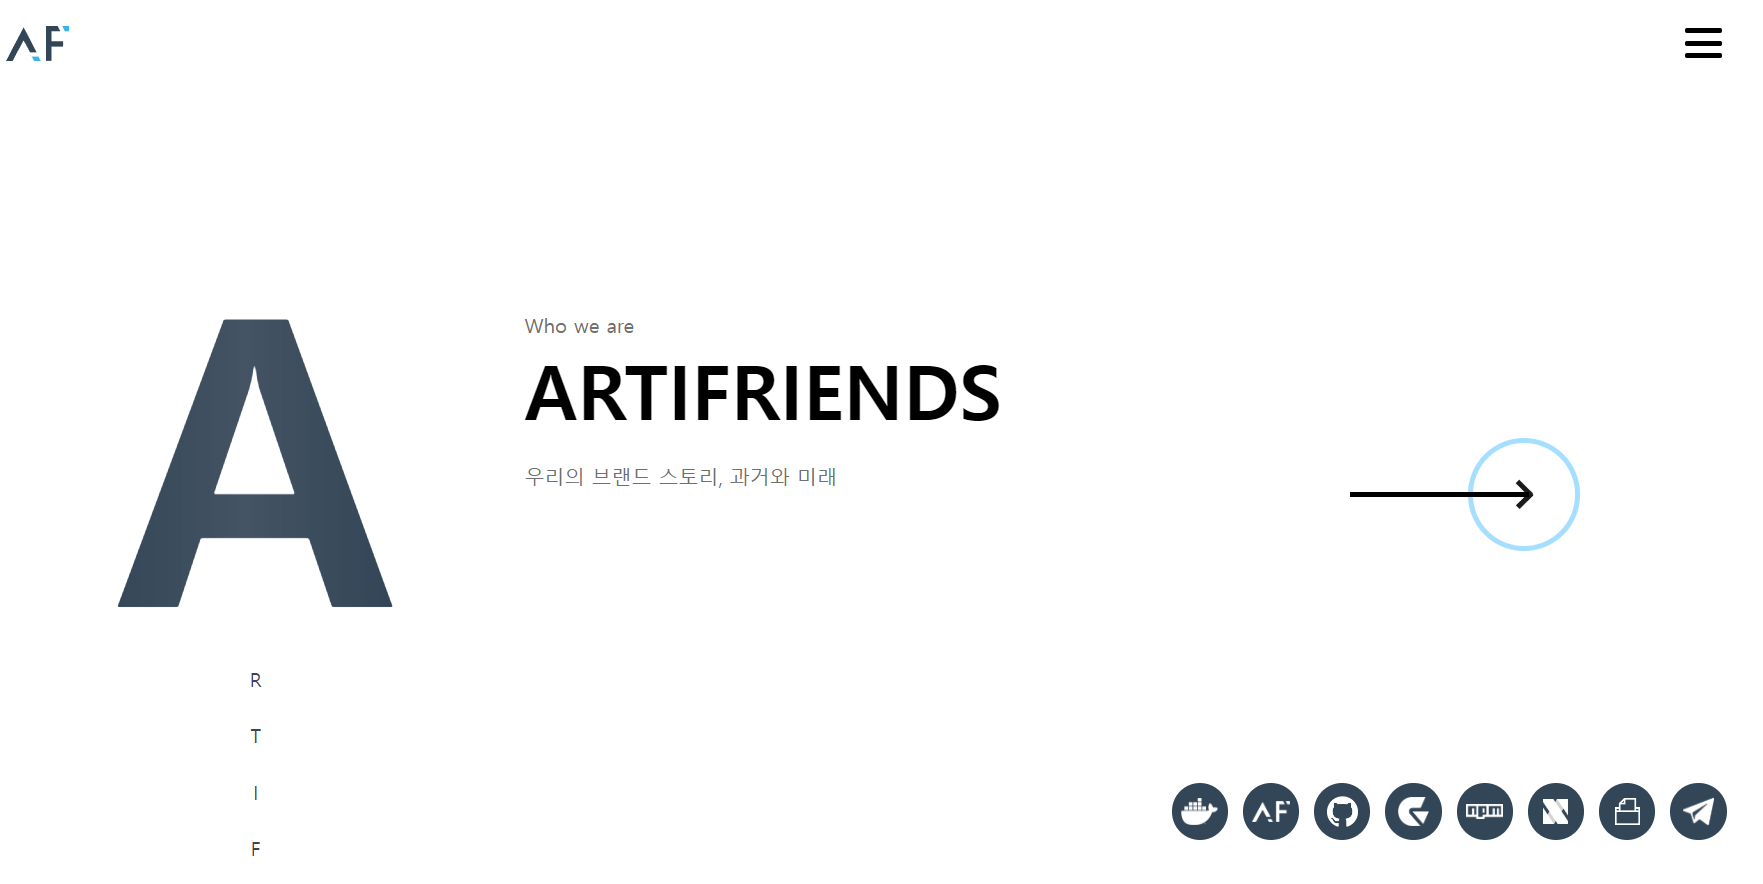 AF
A
Who we are
ARTIFRIENDS
우리의 브랜드 스토리, 과거와 미래
R
T
I
F
AF
npm